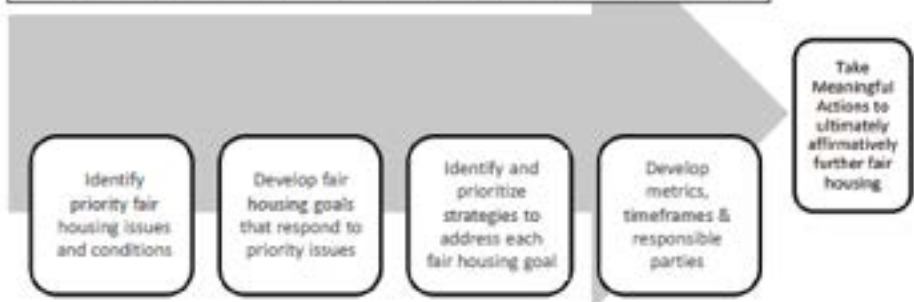 Identify
priority fair
housing issues
and conditions
Develop fair
housing goals
that respond to
priority issues
Identify and
prioritize
strategies to
address each
fair housing goal
Develop
metrics,
timeframes &
responsible
parties
Take
Meaningful
Actions to
ultimately
affirmatively
further fair
housing